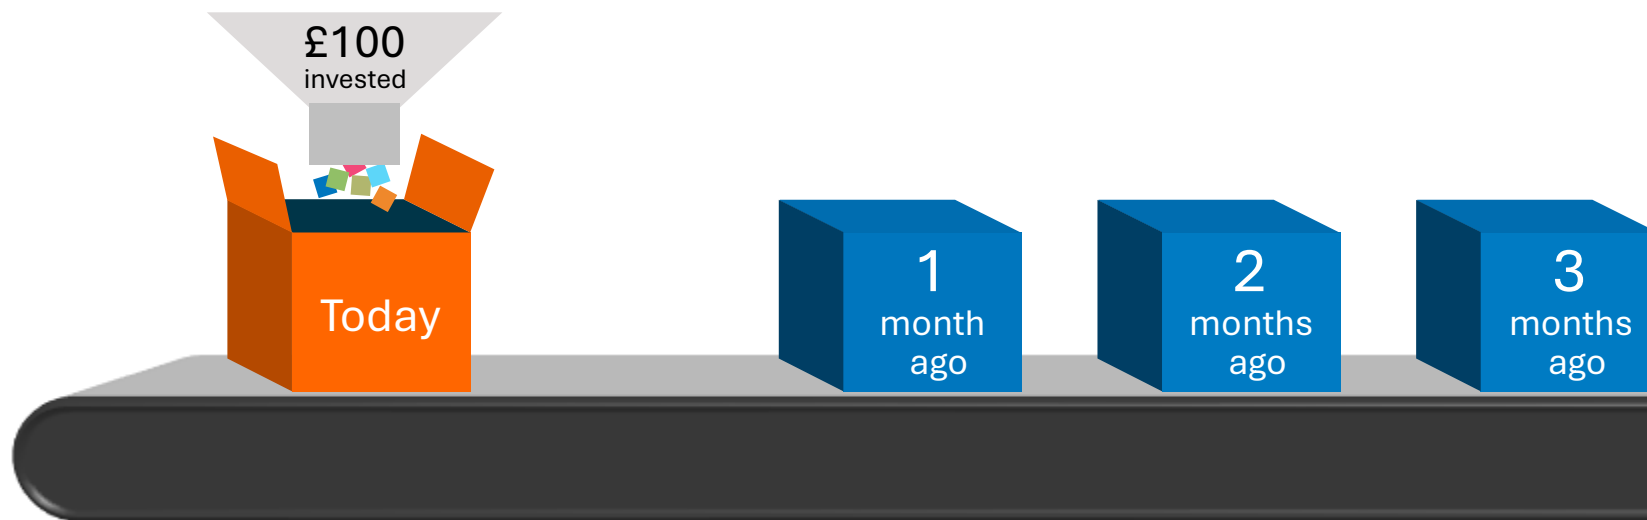 £100
invested
Today
1
month
ago
2
months
ago
3
months
ago